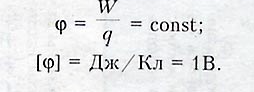 φ = W/q = const;
[φ] = Дж/Кл = 1В.